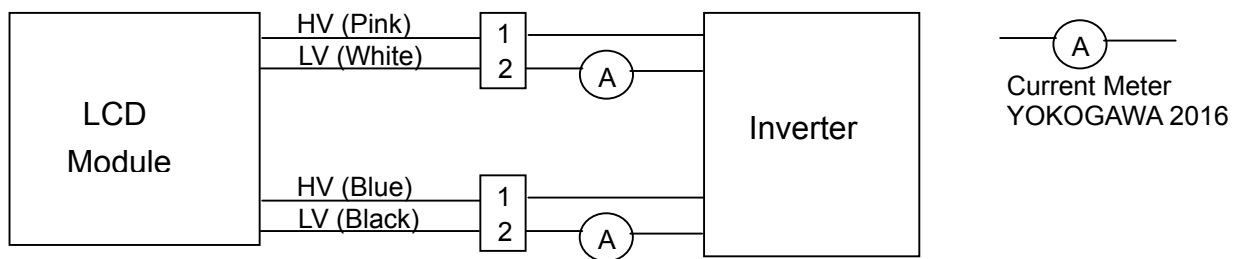 HV (Pink)
LV (White)
1
2
A
A
Current Meter
YOKOGAWA 2016
LCD
Module
Inverter
HV (Blue)
LV (Black)
1
2
A